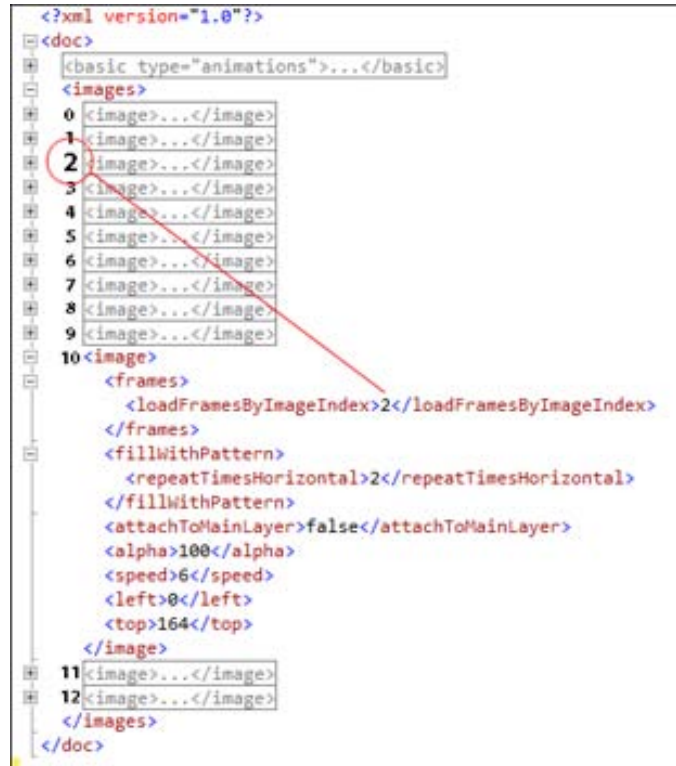 <?xml version="1.0"?>
<doc>
<basic type="animations">...</basic>
<images>
0 <image>...</image>
1 <image>...</image>
2 <image>...</image>
3 <image>...</image>
4 <image>...</image>
5 <image>...</image>
6 <image>...</image>
7 <image>...</image>
8 <image>...</image>
9 <image>...</image>
10 <image>
<frames>
<loadFramesByImageIndex>2</loadFramesByImageIndex>
</frames>
<fillWithPattern>
<repeatTimesHorizontal>2</repeatTimesHorizontal>
</fillWithPattern>
<attachToMainLayer>false</attachToMainLayer>
<alpha>100</alpha>
<speed>6</speed>
<left>0</left>
<top>164</top>
</image>
11 <image>...</image>
12 <image>...</image>
</images>
</doc>